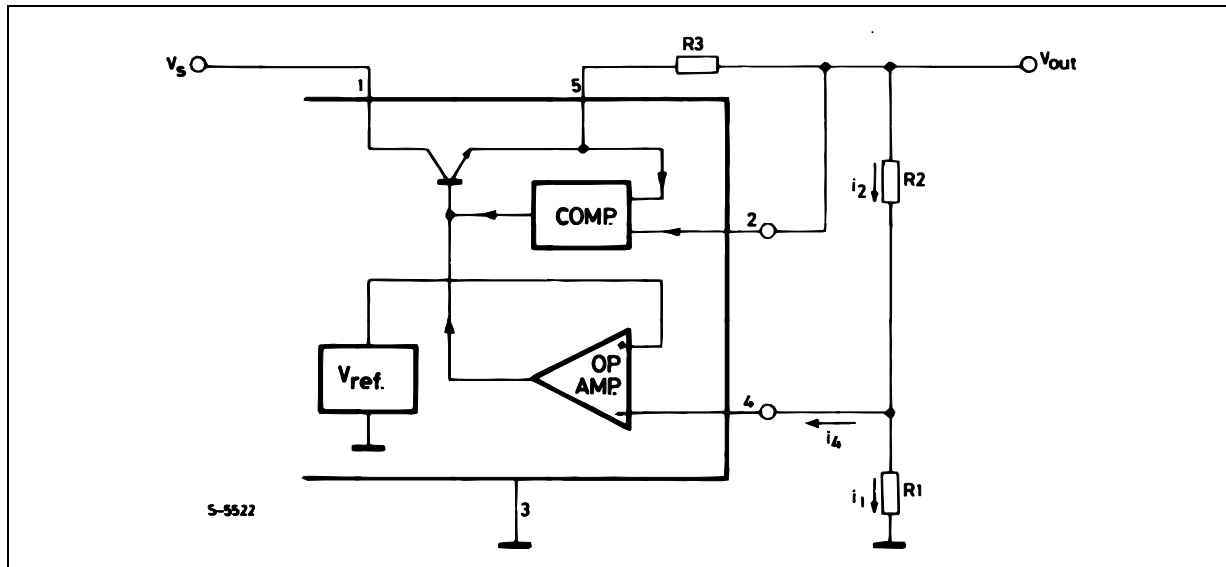 R3
Vs
Vout
1
5
i2
R2
COMP.
2
Vref.
OP
AMP.
4
i4
i1
R1
S-5522
3